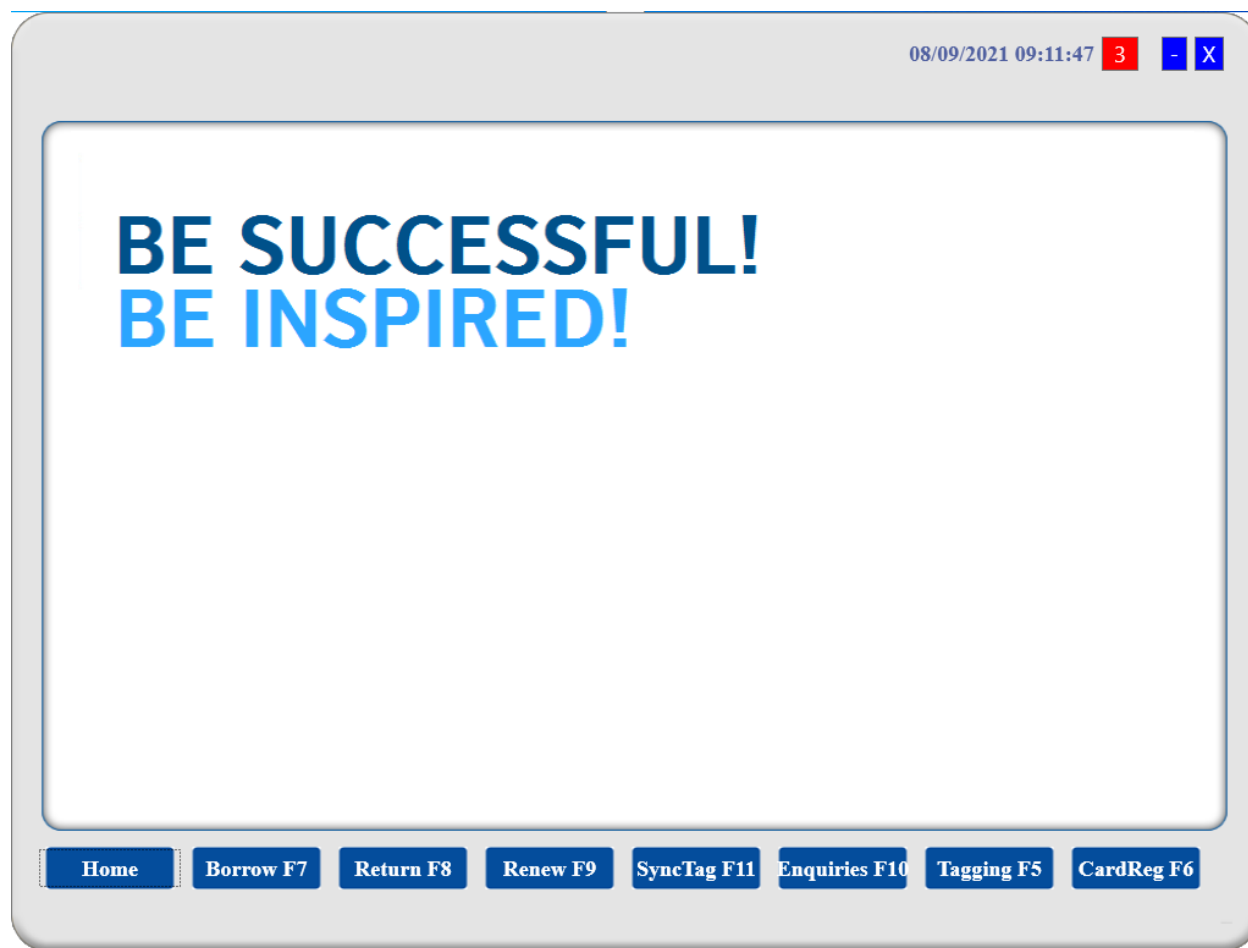 08/09/2021 09:11:47 3 - X
BE SUCCESSFUL!
BE INSPIRED!
Home Borrow F7 Return F8 Renew F9 SyncTag F11 Enquiries F10 Tagging F5 CardReg F6